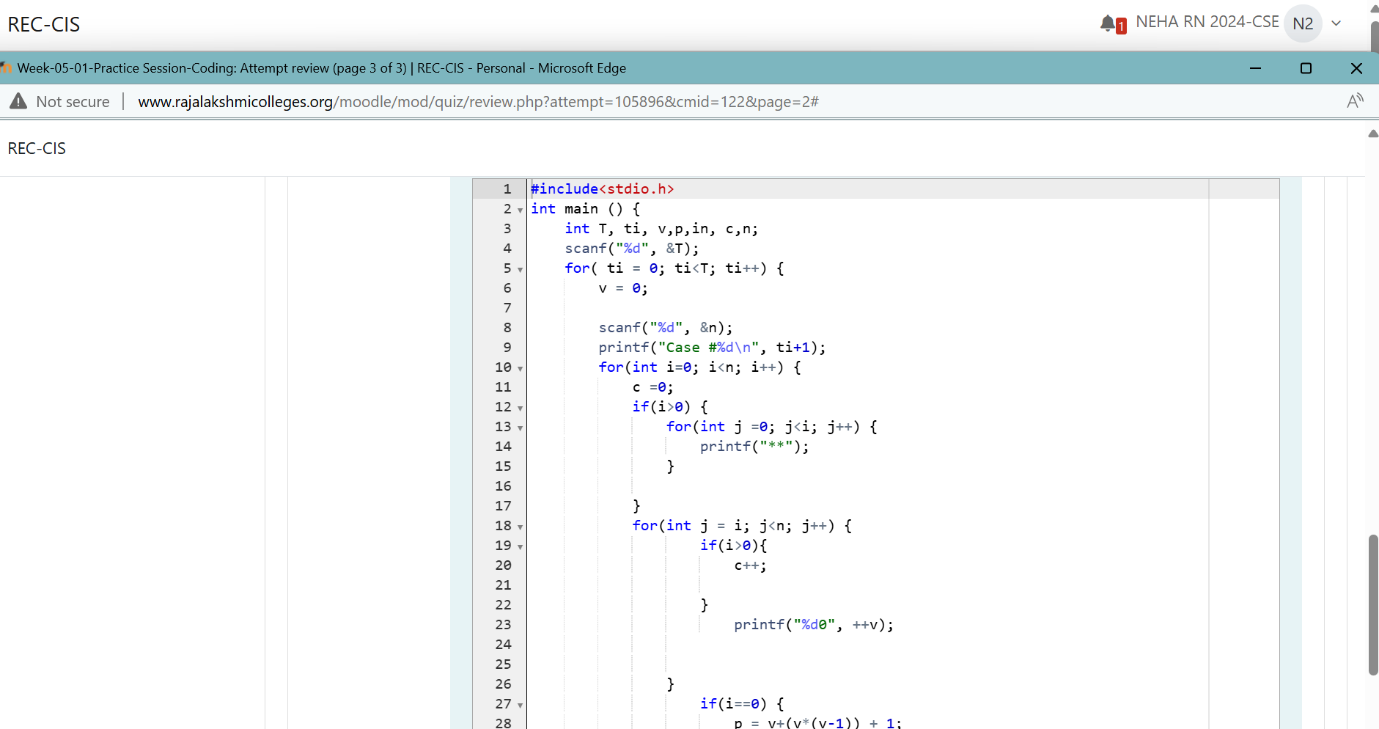 REC-CIS
1 NEHA RN 2024-CSE N2
Week-05-01-Practice Session-Coding: Attempt review (page 3 of 3) | REC-CIS - Personal - Microsoft Edge
Not secure | www.rajalakshmicolleges.org/moodle/mod/quiz/review.php?attempt=105896&cmid=122&page=2# A
REC-CIS
1 #include<stdio.h>
2 int main () {
3     int T, ti, v,p,in, c,n;
4     scanf("%d", &T);
5     for( ti = 0; ti<T; ti++) {
6         v = 0;
7
8         scanf("%d", &n);
9         printf("Case #%d\n", ti+1);
10         for(int i=0; i<n; i++) {
11             c =0;
12             if(i>0) {
13                 for(int j =0; j<i; j++) {
14                     printf("**");
15                 }
16
17             }
18             for(int j = i; j<n; j++) {
19                     if(i>0){
20                         c++;
21
22                     }
23                         printf("%d0", ++v);
24
25
26                 }
27                     if(i==0) {
28                         p = v+(v*(v-1)) + 1;